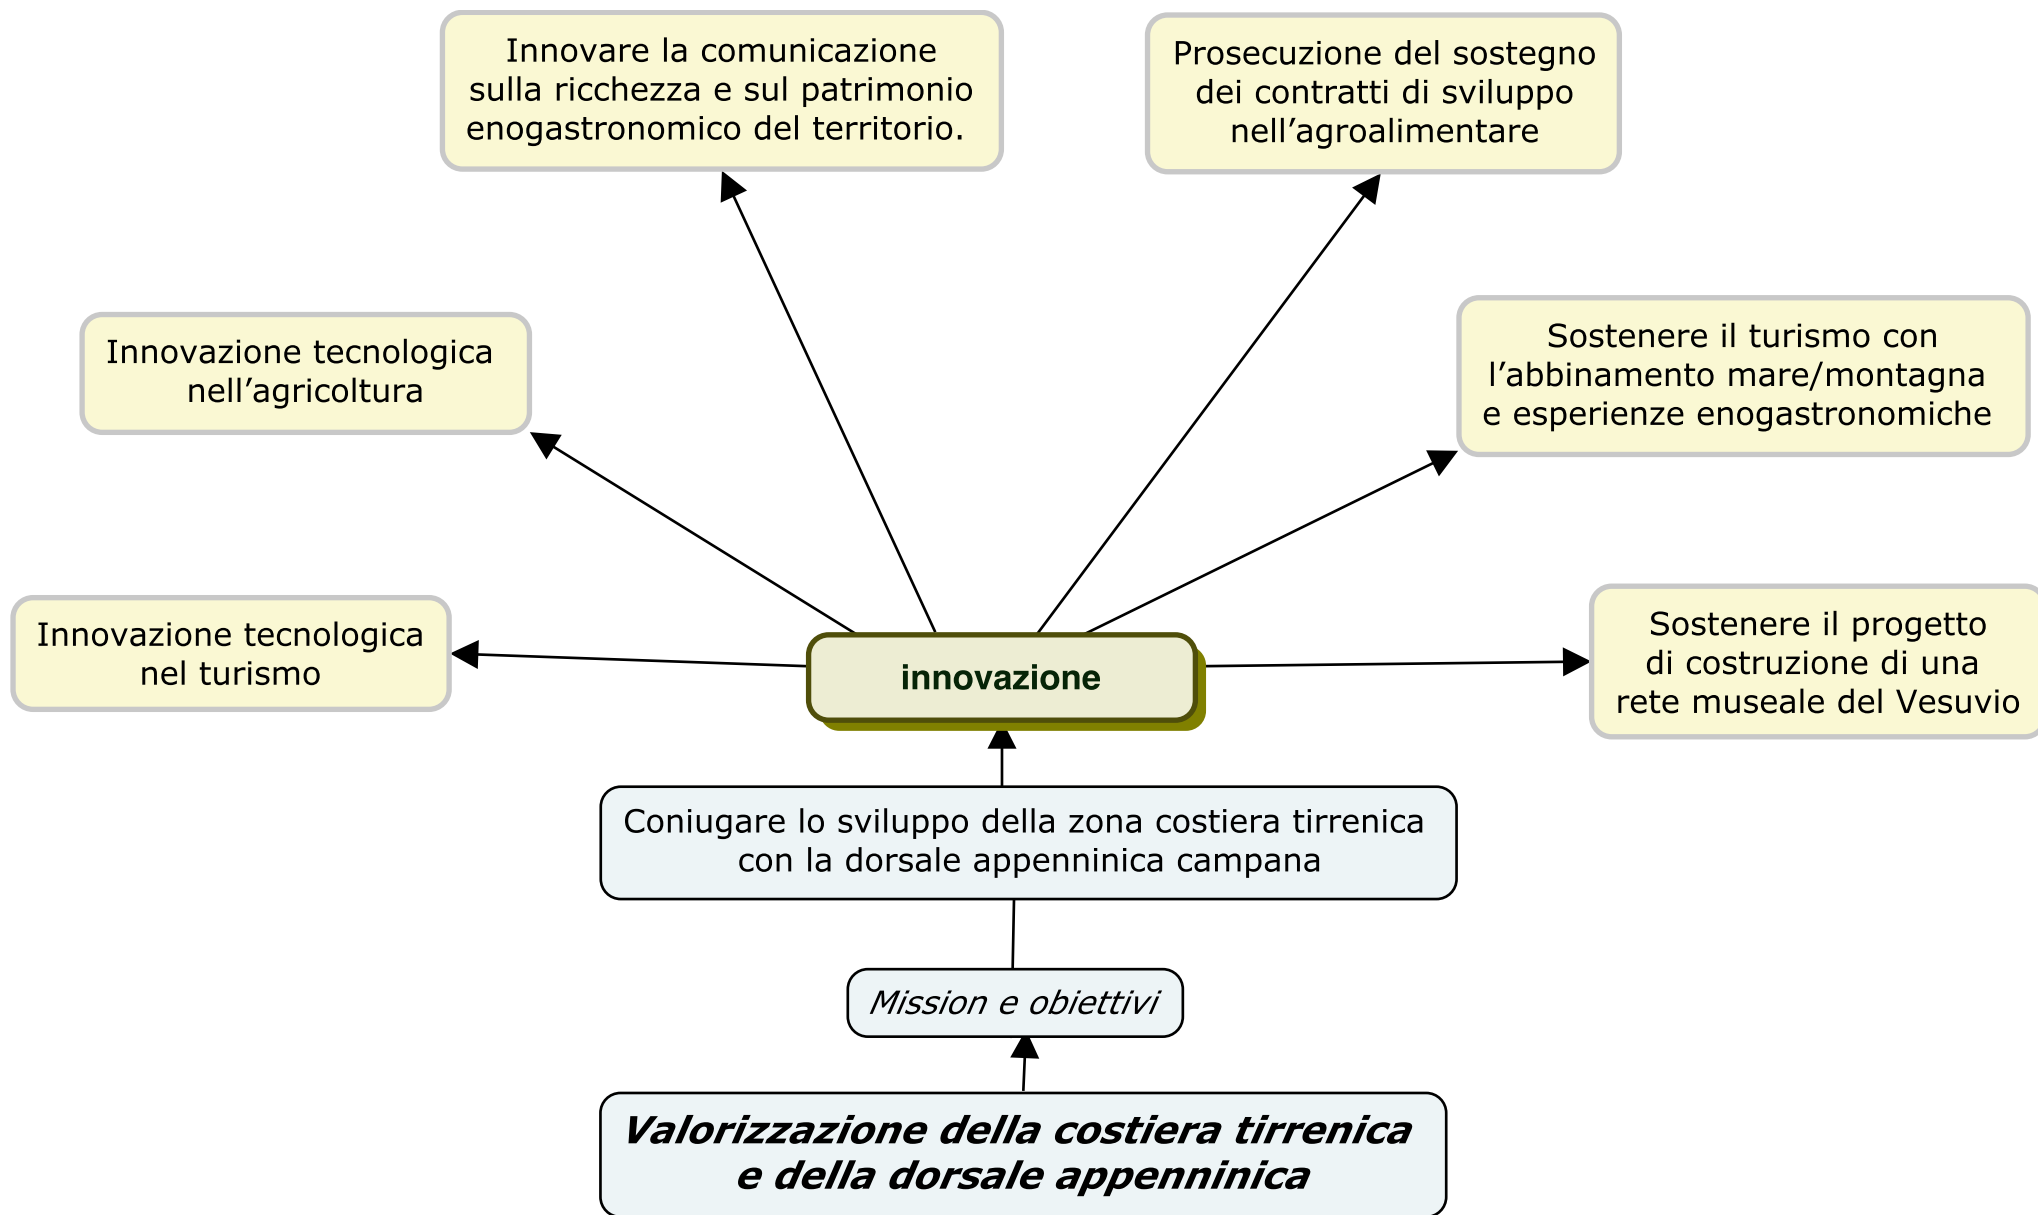 Innovare la comunicazione
sulla ricchezza e sul patrimonio
enogastronomico del territorio.
Prosecuzione del sostegno
dei contratti di sviluppo
nell’agroalimentare
Innovazione tecnologica
nell’agricoltura
Sostenere il turismo con
l’abbinamento mare/montagna
e esperienze enogastronomiche
Innovazione tecnologica
nel turismo
innovazione
Sostenere il progetto
di costruzione di una
rete museale del Vesuvio
Coniugare lo sviluppo della zona costiera tirrenica
con la dorsale appenninica campana
Mission e obiettivi
Valorizzazione della costiera tirrenica
e della dorsale appenninica